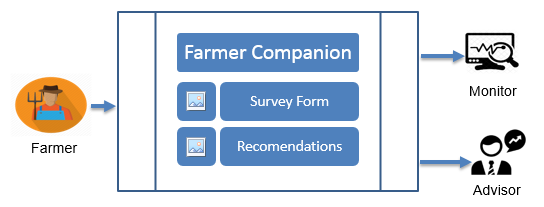 Farmer Companion
Survey Form
Recomendations
Farmer
Monitor
Advisor